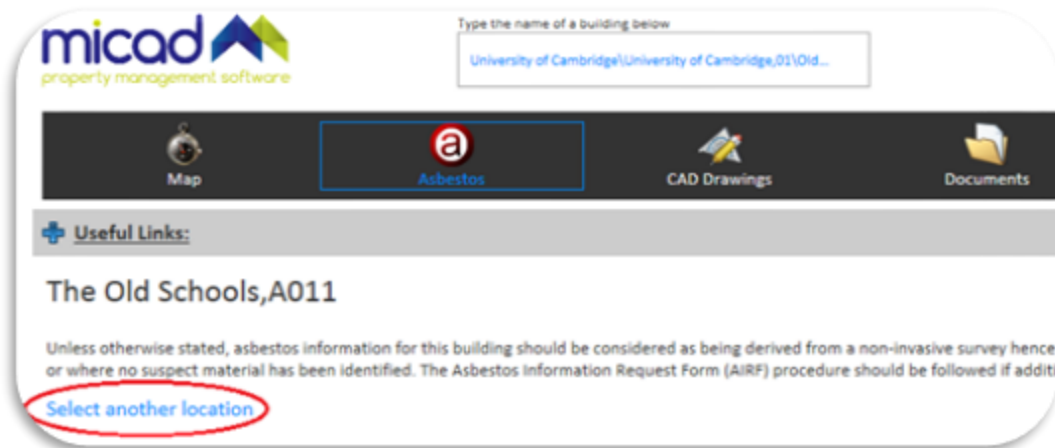 micad
property management software
Type the name of a building below
University of Cambridge\University of Cambridge,01\Old...
Map
Asbestos
CAD Drawings
Documents
Useful Links:
The Old Schools,A011
Unless otherwise stated, asbestos information for this building should be considered as being derived from a non-invasive survey hence
or where no suspect material has been identified. The Asbestos Information Request Form (AIRF) procedure should be followed if additi
Select another location